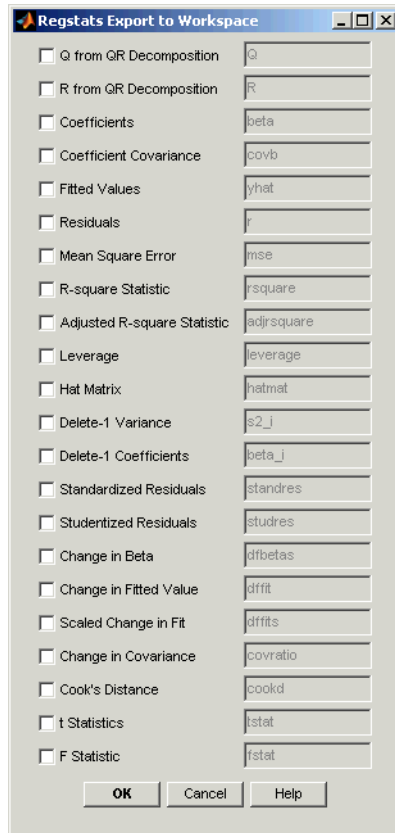 Regstats Export to Workspace
Q from QR Decomposition Q
R from QR Decomposition R
Coefficients beta
Coefficient Covariance covb
Fitted Values yhat
Residuals r
Mean Square Error mse
R-square Statistic rsquare
Adjusted R-square Statistic adjrsquare
Leverage leverage
Hat Matrix hatmat
Delete-1 Variance s2_i
Delete-1 Coefficients beta_i
Standardized Residuals standres
Studentized Residuals studres
Change in Beta dfbetas
Change in Fitted Value dffit
Scaled Change in Fit dffits
Change in Covariance covratio
Cook's Distance cookd
t Statistics tstat
F Statistic fstat
OK Cancel Help